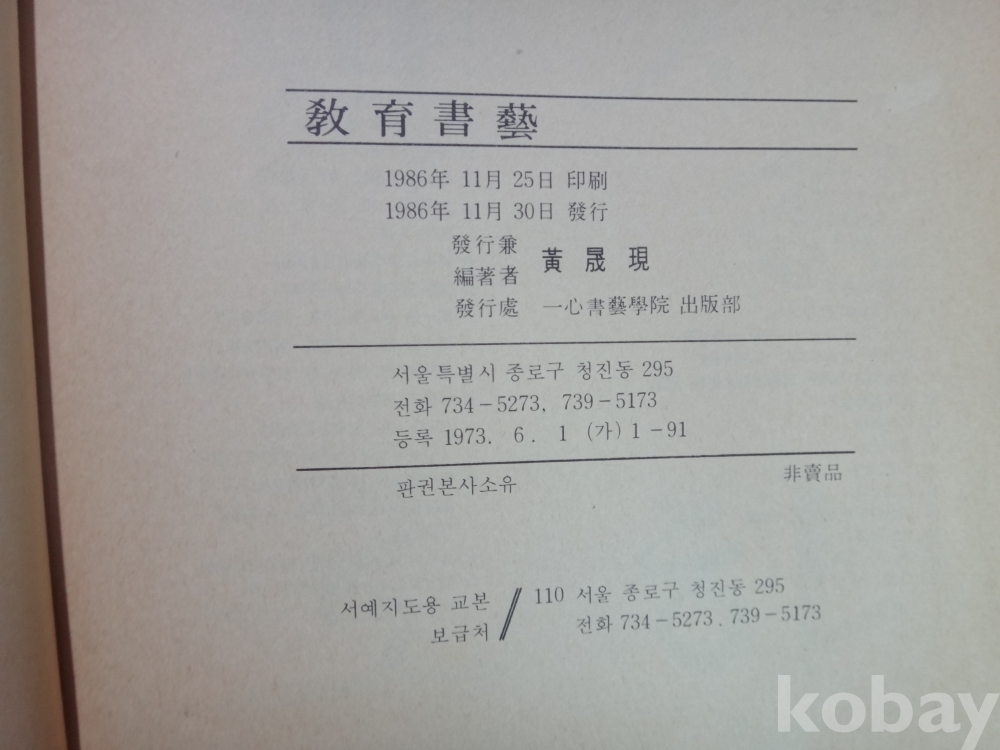 敎育書藝
1986年 11月 25日 印刷
1986年 11月 30日 發行
發行兼
編著者 黃晟現
發行處 一心書藝學院 出版部
서울특별시 종로구 청진동 295
전화 734-5273, 739-5173
등록 1973. 6. 1 (가) 1-91
판권본사소유 非賣品
서예지도용 교본 / 110 서울 종로구 청진동 295
보급처 전화 734-5273. 739-5173
kobay